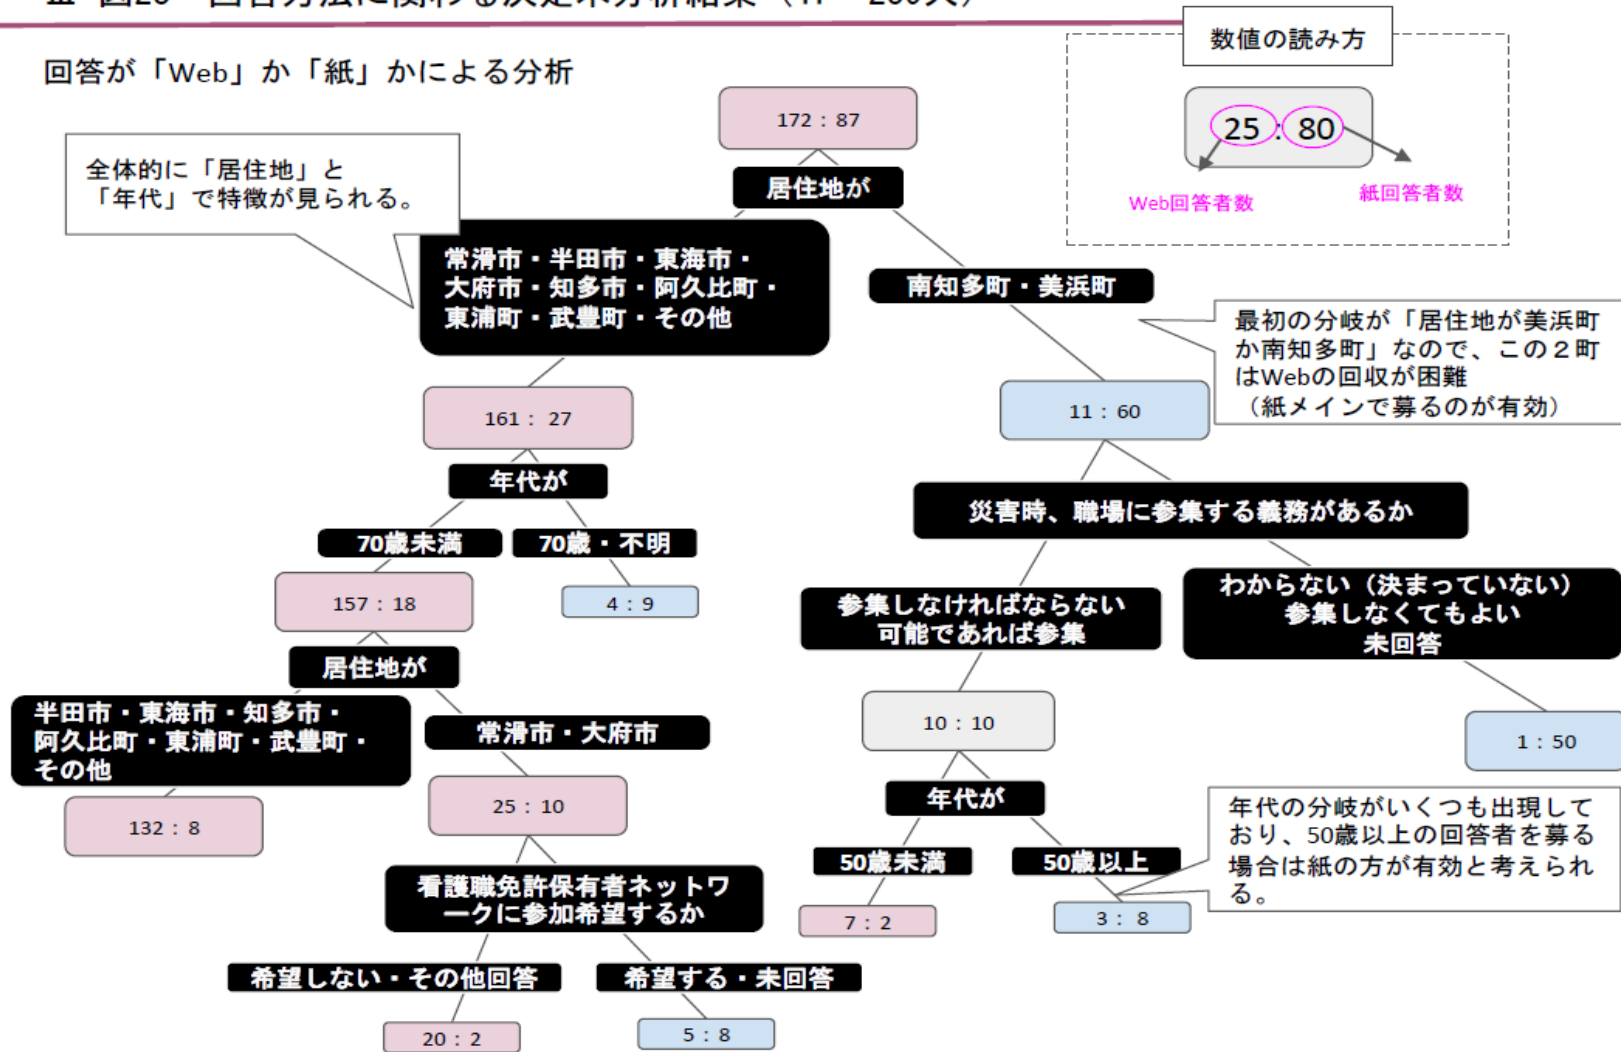 数値の読み方
25 : 80
Web回答者数
紙回答者数
回答が「Web」か「紙」かによる分析
172 : 87
居住地が
全体的に「居住地」と
「年代」で特徴が見られる。
常滑市・半田市・東海市・
大府市・知多市・阿久比町・
東浦町・武豊町・その他
南知多町・美浜町
最初の分岐が「居住地が美浜町
か南知多町」なので、この２町
はWebの回収が困難
（紙メインで募るのが有効）
161 : 27
11 : 60
年代が
災害時、職場に参集する義務があるか
70歳未満
70歳・不明
157 : 18
4 : 9
参集しなければならない
可能であれば参集
わからない（決まっていない）
参集しなくてもよい
未回答
居住地が
半田市・東海市・知多市・
阿久比町・東浦町・武豊町・
その他
常滑市・大府市
10 : 10
1 : 50
132 : 8
25 : 10
年代が
50歳未満
50歳以上
年代の分岐がいくつも出現して
おり、50歳以上の回答者を募る
場合は紙の方が有効と考えられ
る。
看護職免許保有者ネットワ
ークに参加希望するか
7 : 2
3 : 8
希望しない・その他回答
希望する・未回答
20 : 2
5 : 8